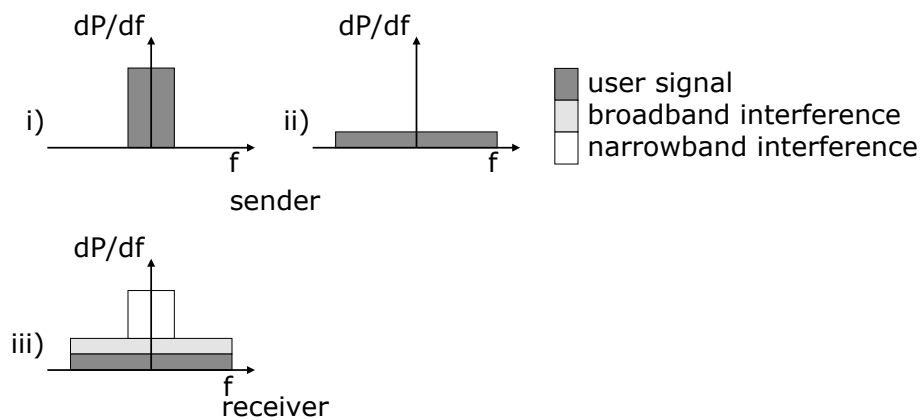 dP/df
dP/df
i)
ii)
f
f
user signal
broadband interference
narrowband interference
sender
dP/df
iii)
f
receiver